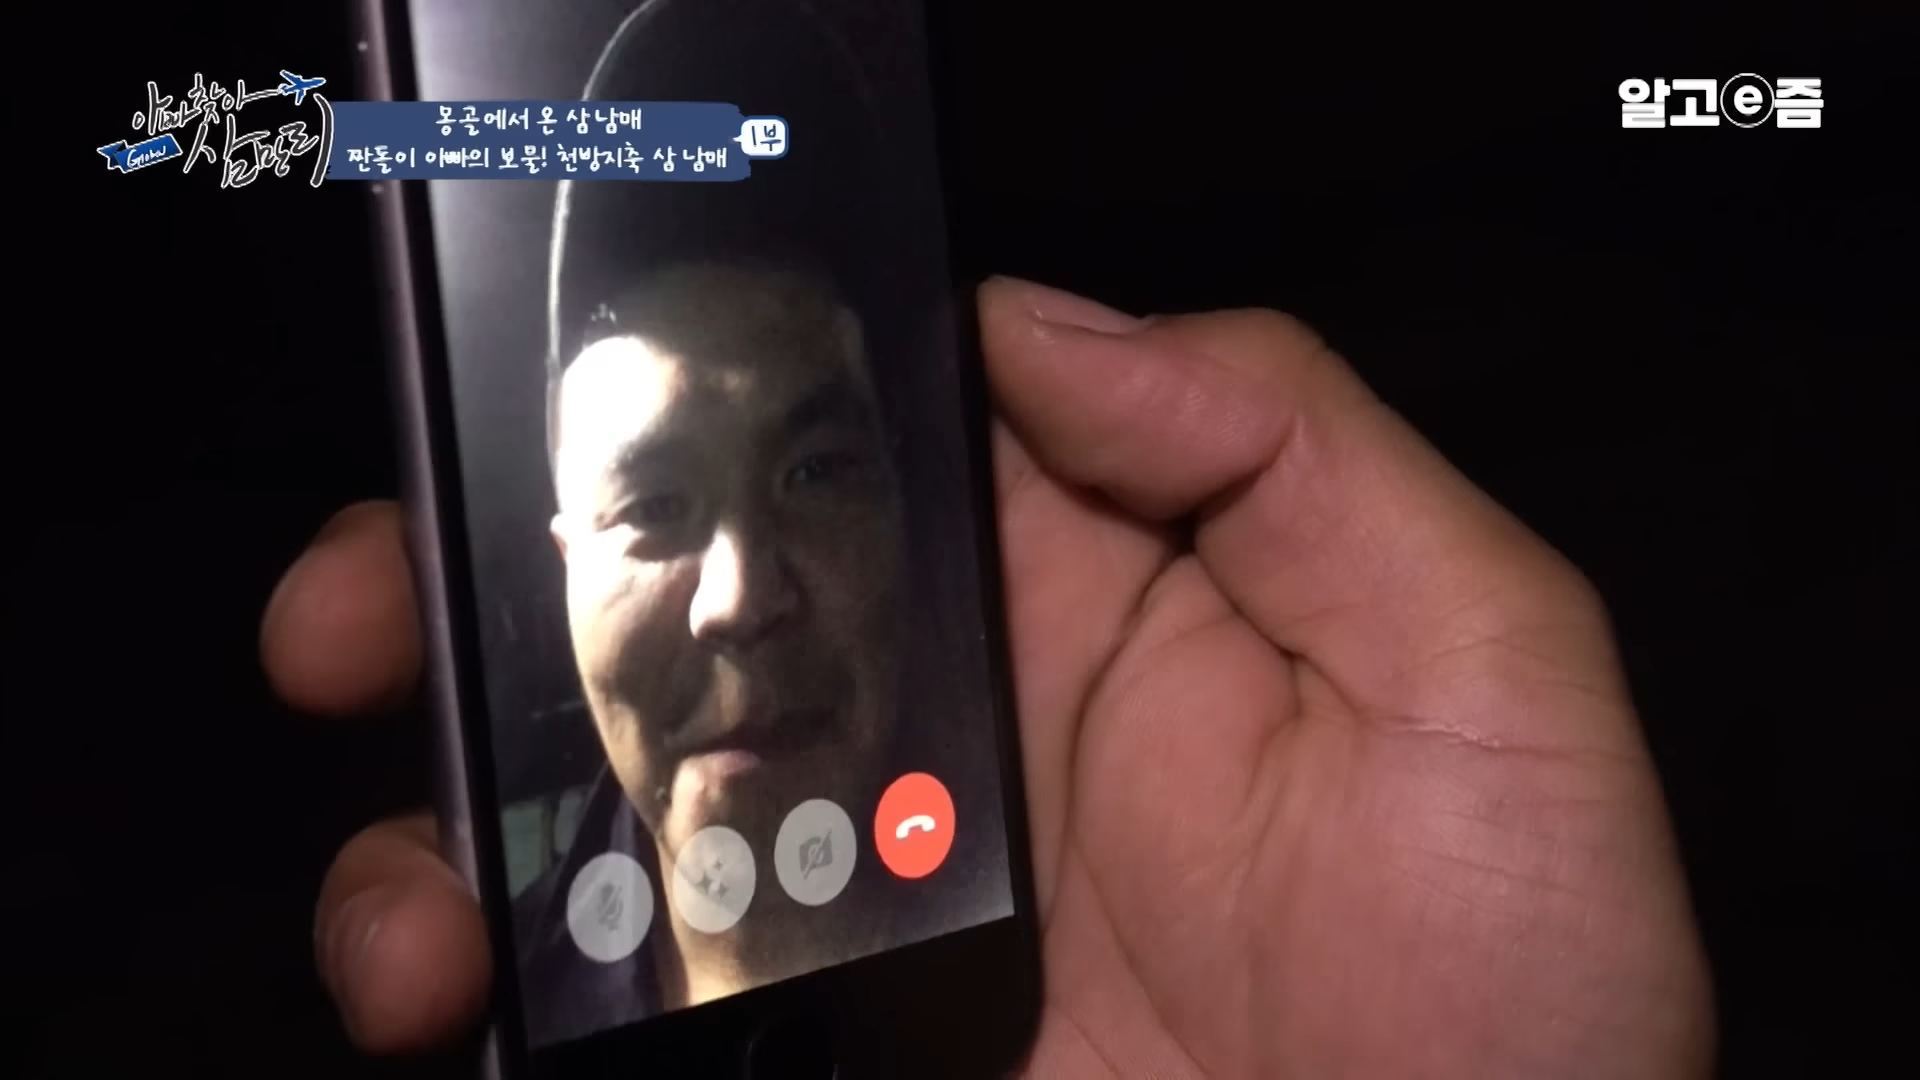 아빠 찾아
Global
삼만리
몽골에서 온 삼 남매
짠돌이 아빠의 보물! 천방지축 삼 남매
1부
알고e즘